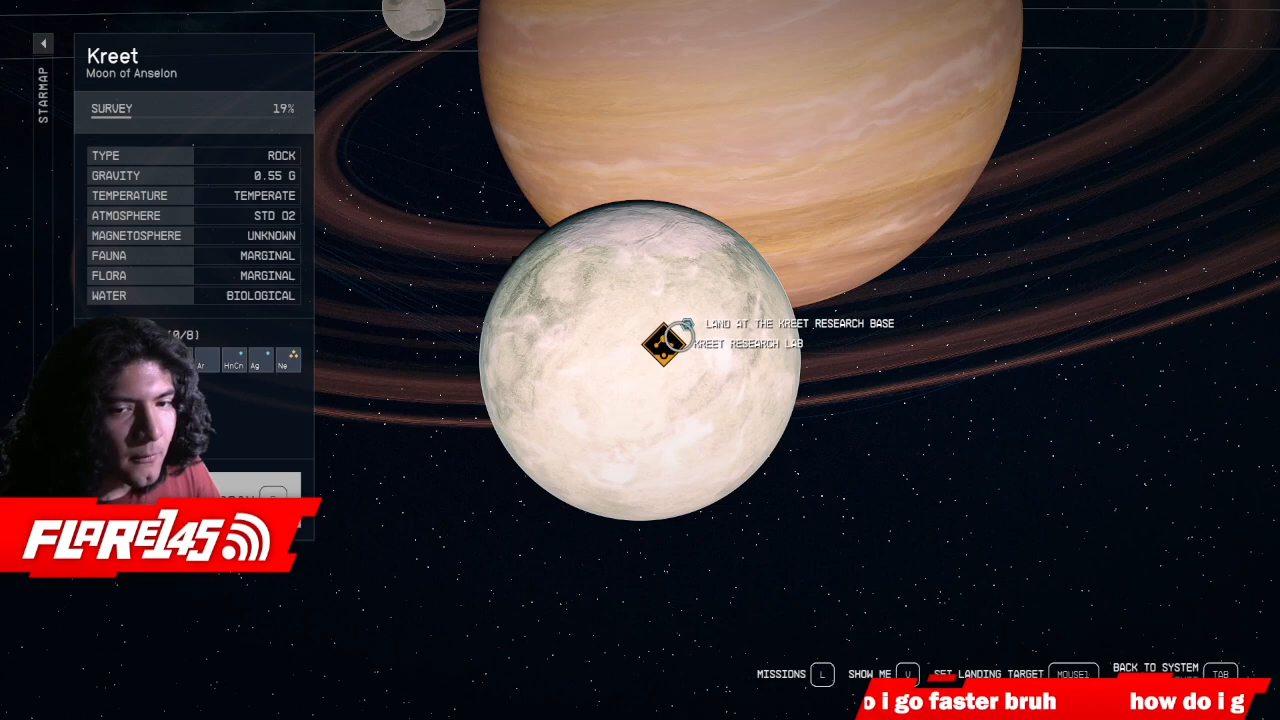 Kreet
Moon of Anselon
STARMAP
SURVEY 19%
TYPE ROCK
GRAVITY 0.55 G
TEMPERATURE TEMPERATE
ATMOSPHERE STD O2
MAGNETOSPHERE UNKNOWN
FAUNA MARGINAL
FLORA MARGINAL
WATER BIOLOGICAL
(0/8)
Ar HnCn Ag Ne
LAND AT THE KREET RESEARCH BASE
KREET RESEARCH LAB
FLARE145
MISSIONS L SHOW ME U SET LANDING TARGET MOUSE1 BACK TO SYSTEM TAB
o i go faster bruh how do i g